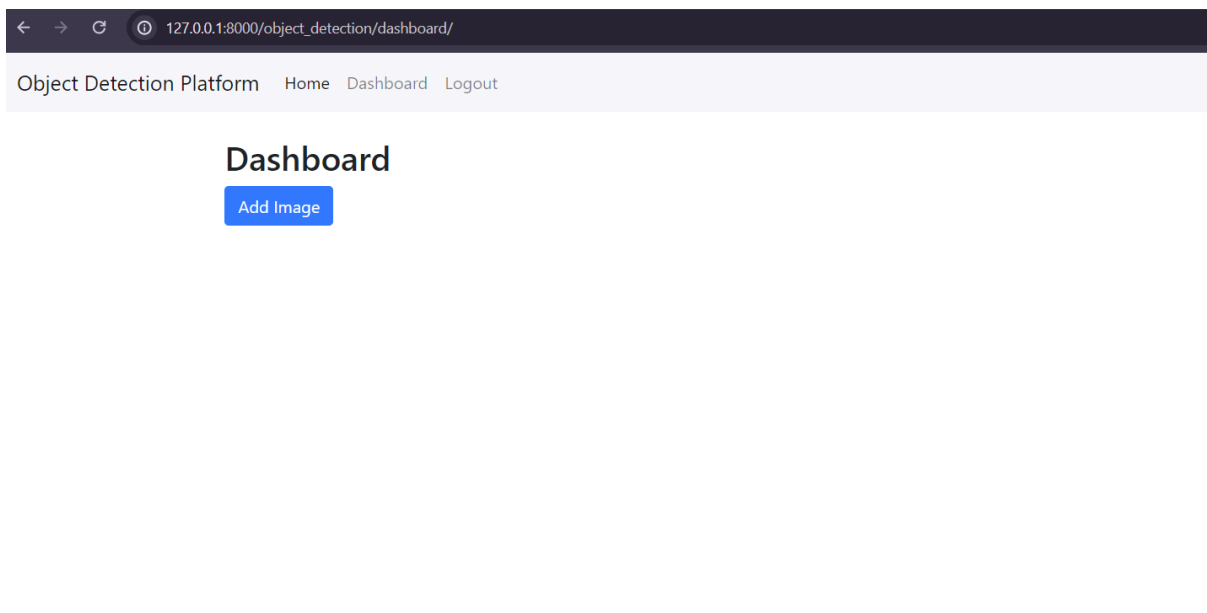 127.0.0.1:8000/object_detection/dashboard/
Object Detection Platform Home Dashboard Logout
Dashboard
Add Image